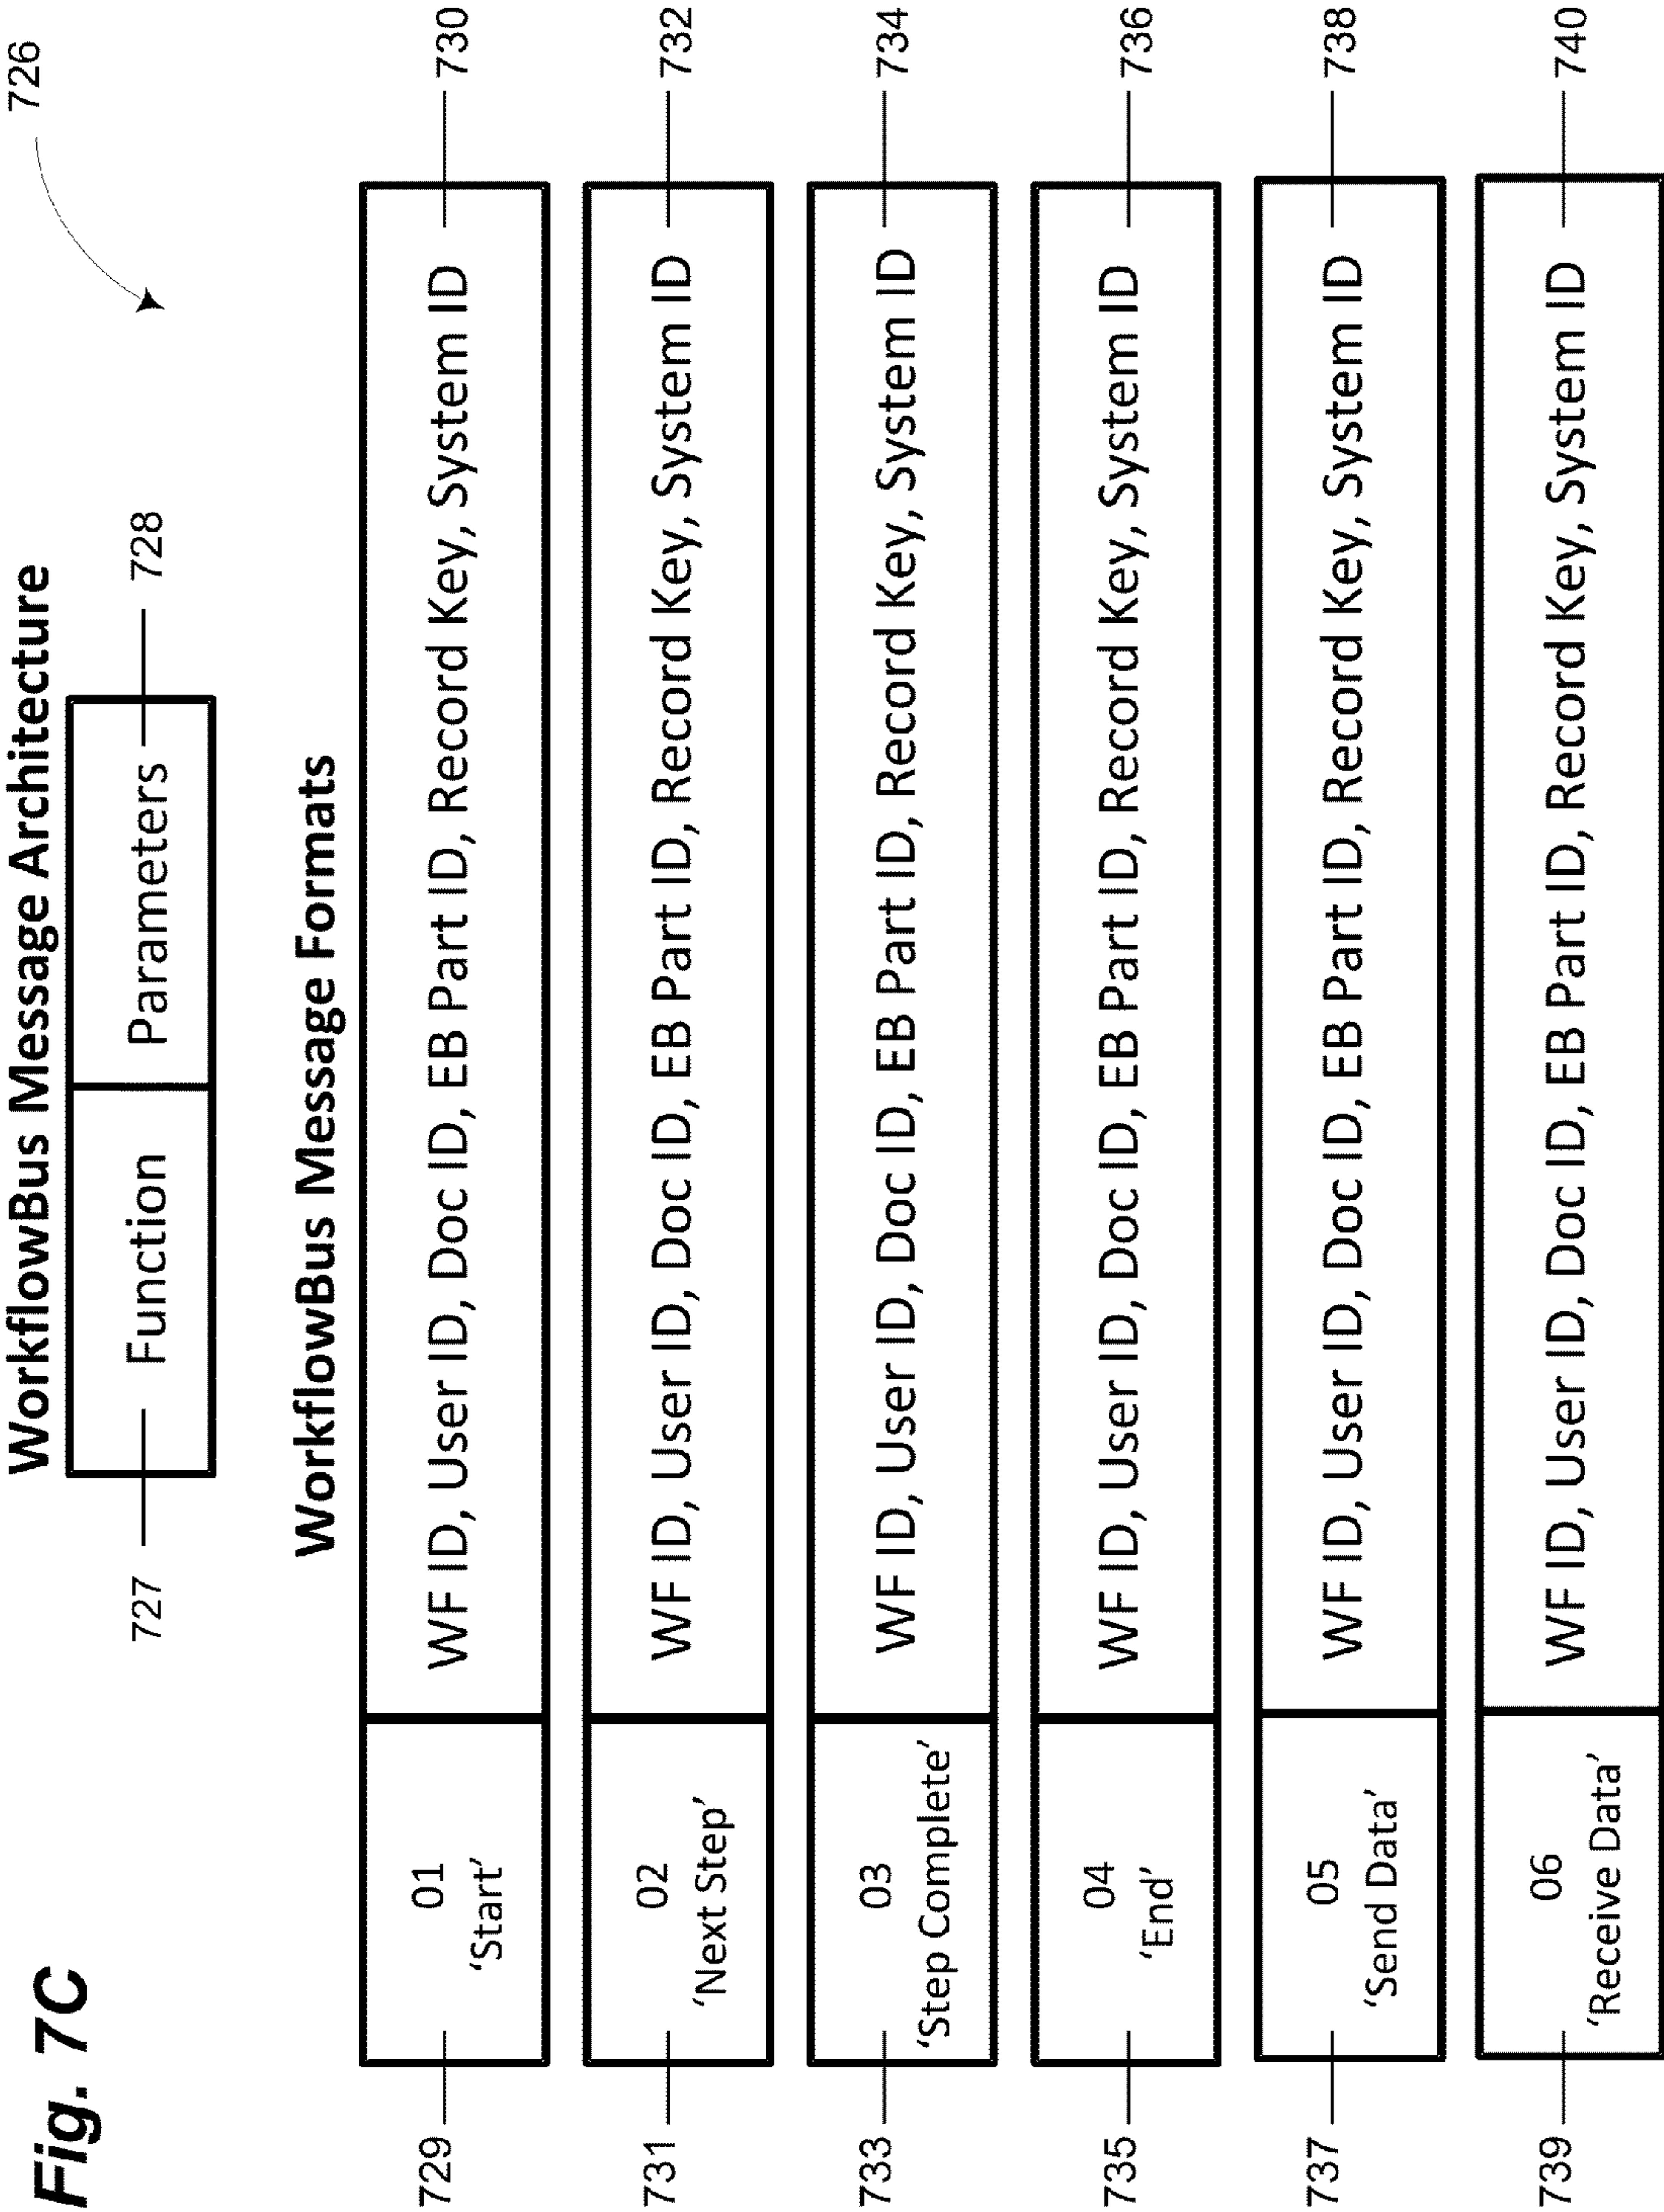 Fig. 7C
726
WorkflowBus Message Architecture
727
Function
Parameters
728
WorkflowBus Message Formats
729
01
‘Start’
WF ID, User ID, Doc ID, EB Part ID, Record Key, System ID
730
731
02
‘Next Step’
WF ID, User ID, Doc ID, EB Part ID, Record Key, System ID
732
733
03
‘Step Complete’
WF ID, User ID, Doc ID, EB Part ID, Record Key, System ID
734
735
04
‘End’
WF ID, User ID, Doc ID, EB Part ID, Record Key, System ID
736
737
05
‘Send Data’
WF ID, User ID, Doc ID, EB Part ID, Record Key, System ID
738
739
06
‘Receive Data’
WF ID, User ID, Doc ID, EB Part ID, Record Key, System ID
740